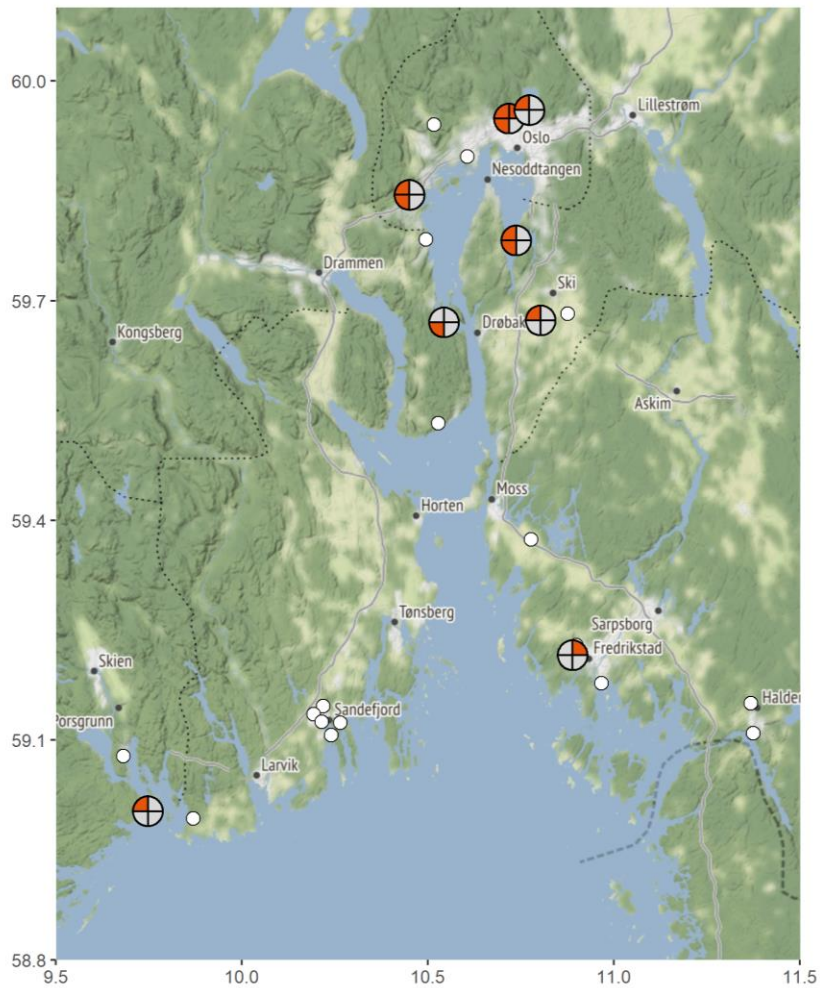 60.0
Lillestrøm
Oslo
Nesoddtangen
Drammen
Ski
59.7
Drøbak
Kongsberg
Askim
Moss
Horten
59.4
Tønsberg
Sarpsborg
Fredrikstad
Skien
Halden
Porsgrunn
Sandefjord
59.1
Larvik
58.8
9.5 10.0 10.5 11.0 11.5